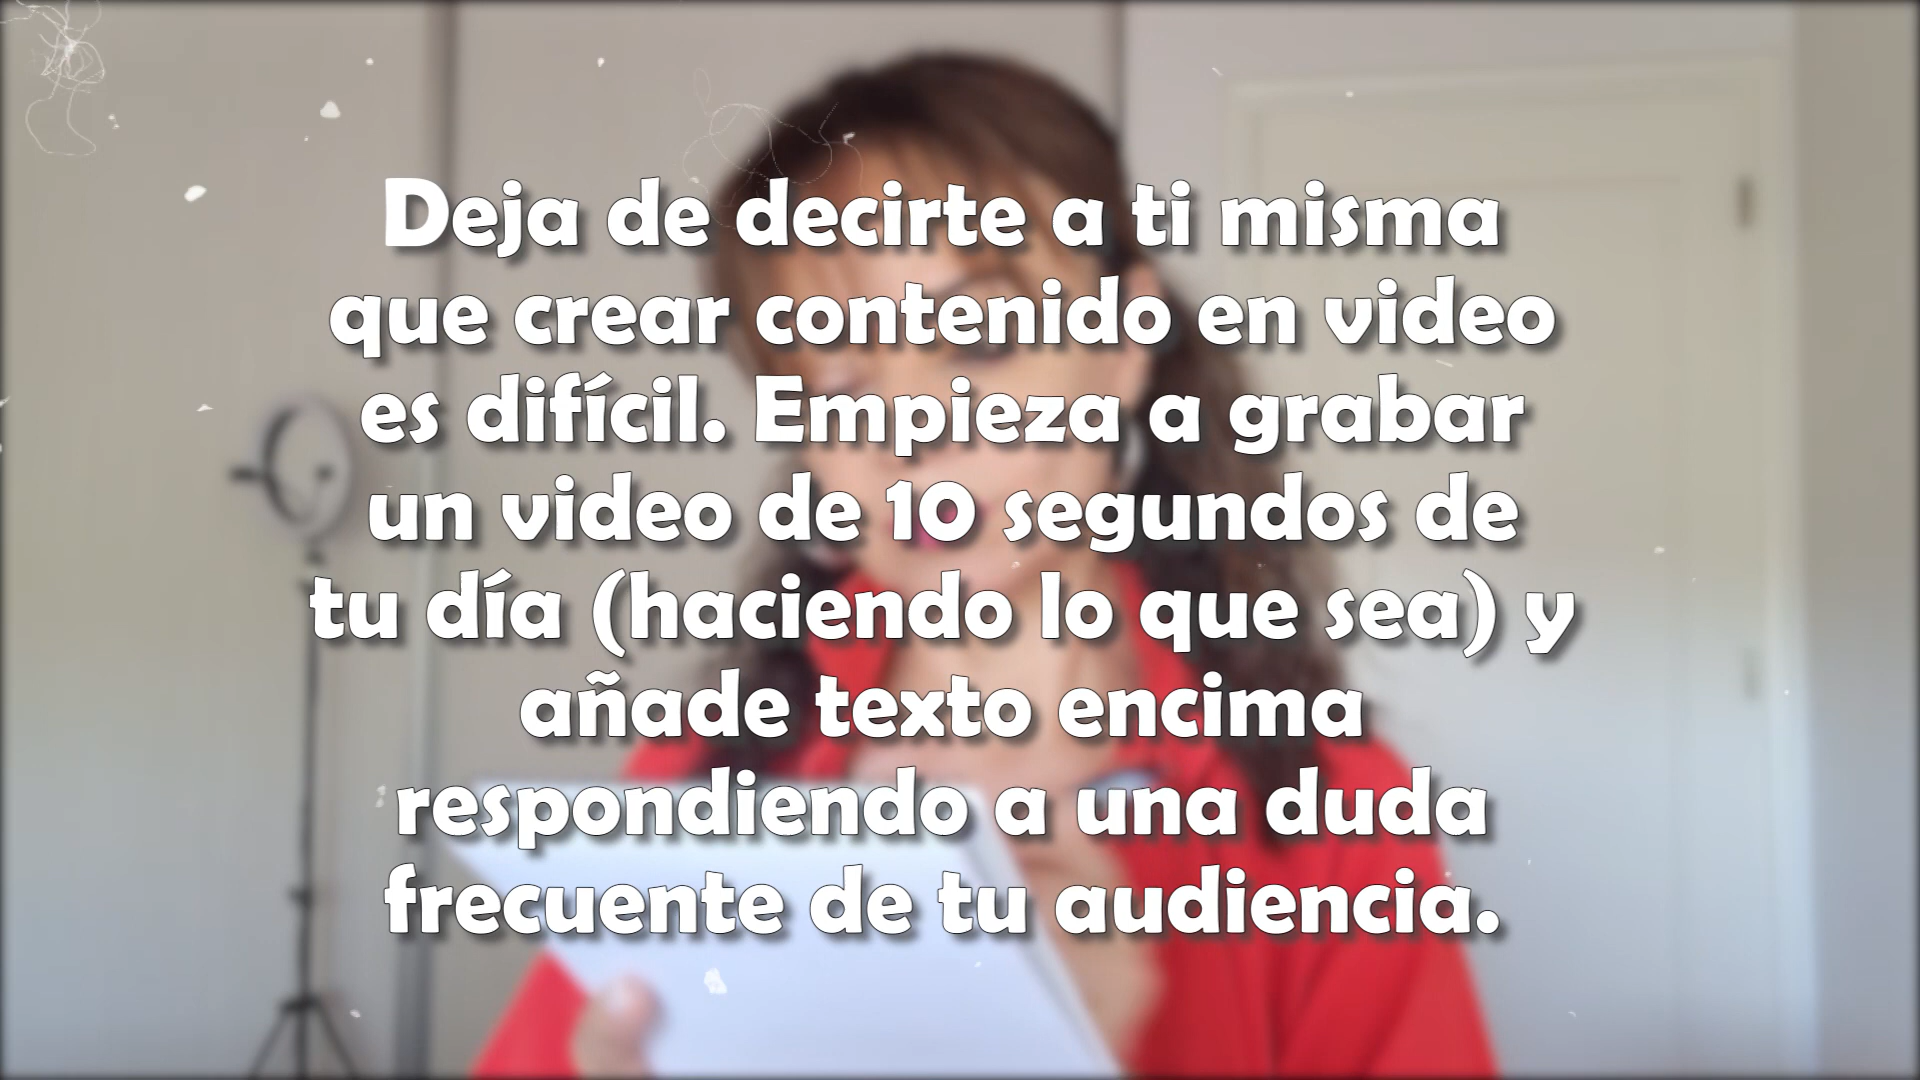 Deja de decirte a ti misma
que crear contenido en video
es difícil. Empieza a grabar
un video de 10 segundos de
tu día (haciendo lo que sea) y
añade texto encima
respondiendo a una duda
frecuente de tu audiencia.